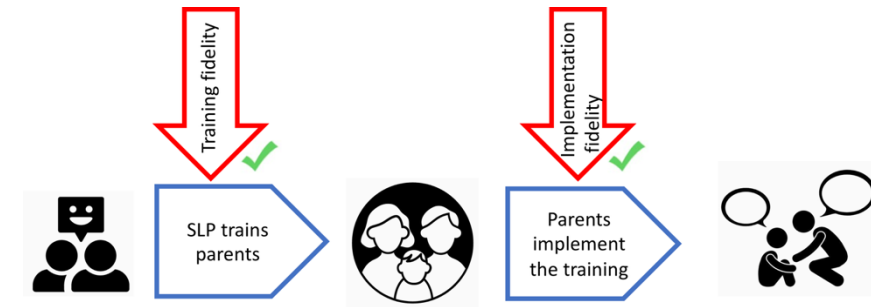 Training fidelity
Implementation
fidelity
SLP trains
parents
Parents
implement
the training